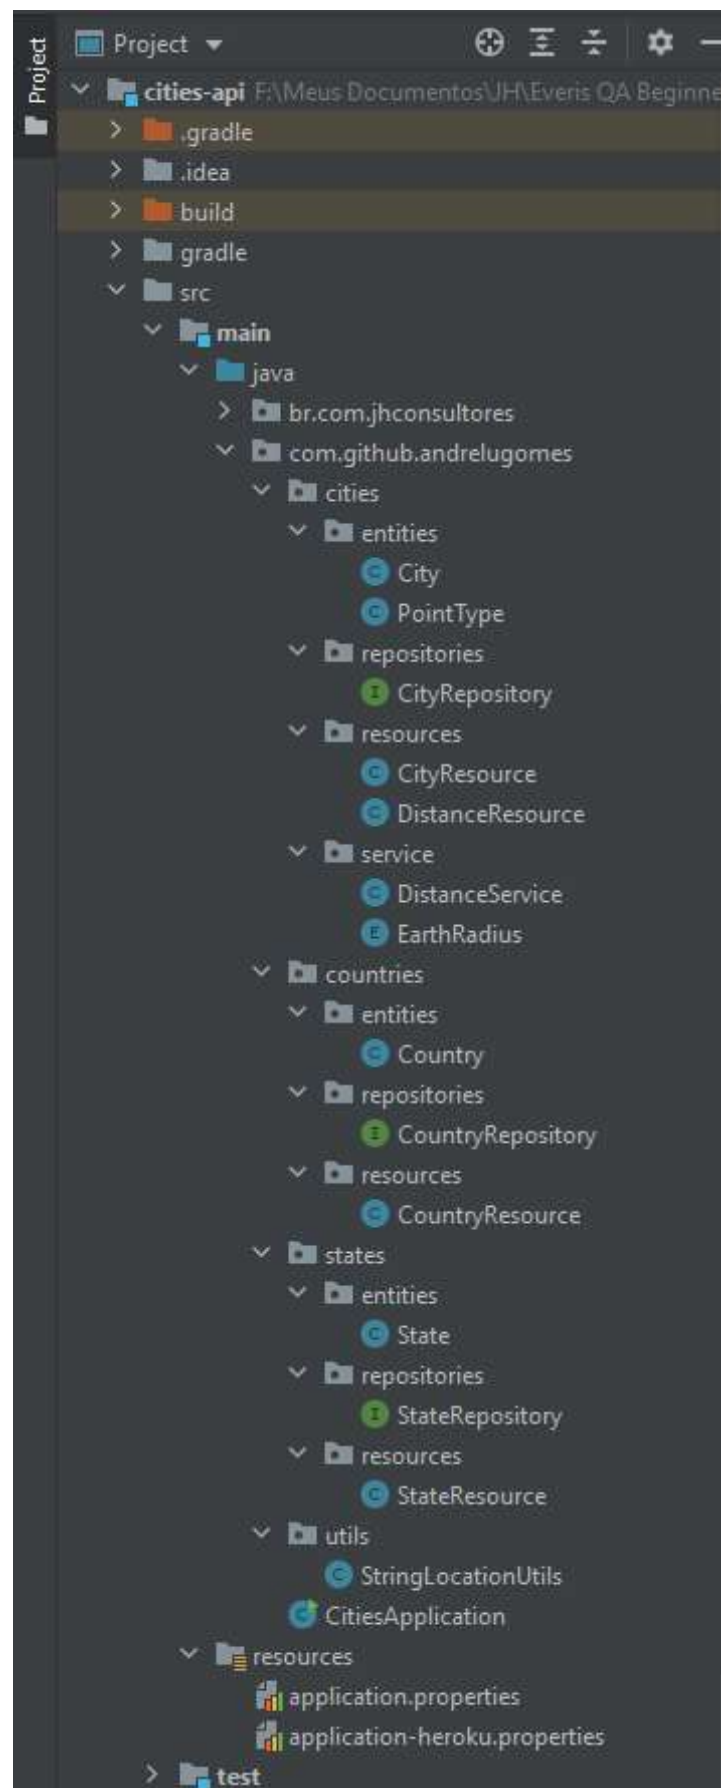 Project
Project
cities-api F:\Meus Documentos\JH\Everis QA Beginne
.gradle
.idea
build
gradle
src
main
java
br.com.jhconsultores
com.github.andrelugomes
cities
entities
C City
C PointType
repositories
I CityRepository
resources
C CityResource
C DistanceResource
service
C DistanceService
E EarthRadius
countries
entities
C Country
repositories
I CountryRepository
resources
C CountryResource
states
entities
C State
repositories
I StateRepository
resources
C StateResource
utils
C StringLocationUtils
C CitiesApplication
resources
application.properties
application-heroku.properties
test